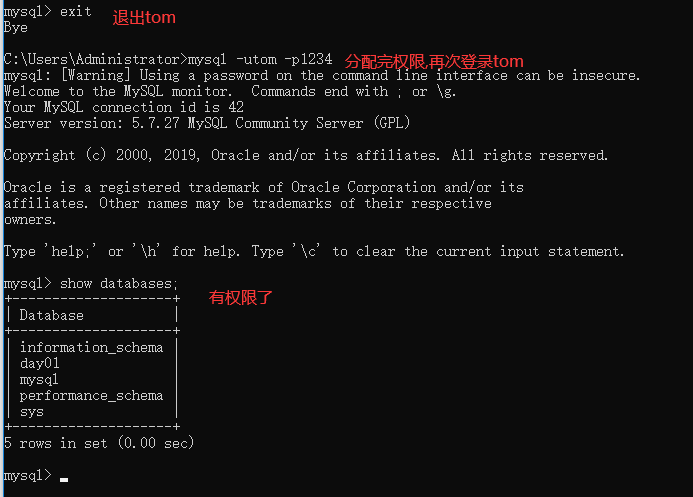 mysql> exit
退出tom
Bye
C:\Users\Administrator>mysql -utom -p1234
分配完权限,再次登录tom
mysql: [Warning] Using a password on the command line interface can be insecure.
Welcome to the MySQL monitor.  Commands end with ; or \g.
Your MySQL connection id is 42
Server version: 5.7.27 MySQL Community Server (GPL)
Copyright (c) 2000, 2019, Oracle and/or its affiliates. All rights reserved.
Oracle is a registered trademark of Oracle Corporation and/or its
affiliates. Other names may be trademarks of their respective
owners.
Type 'help;' or '\h' for help. Type '\c' to clear the current input statement.
mysql> show databases;
有权限了
+--------------------+
| Database           |
+--------------------+
| information_schema |
| day01              |
| mysql              |
| performance_schema |
| sys                |
+--------------------+
5 rows in set (0.00 sec)
mysql> _